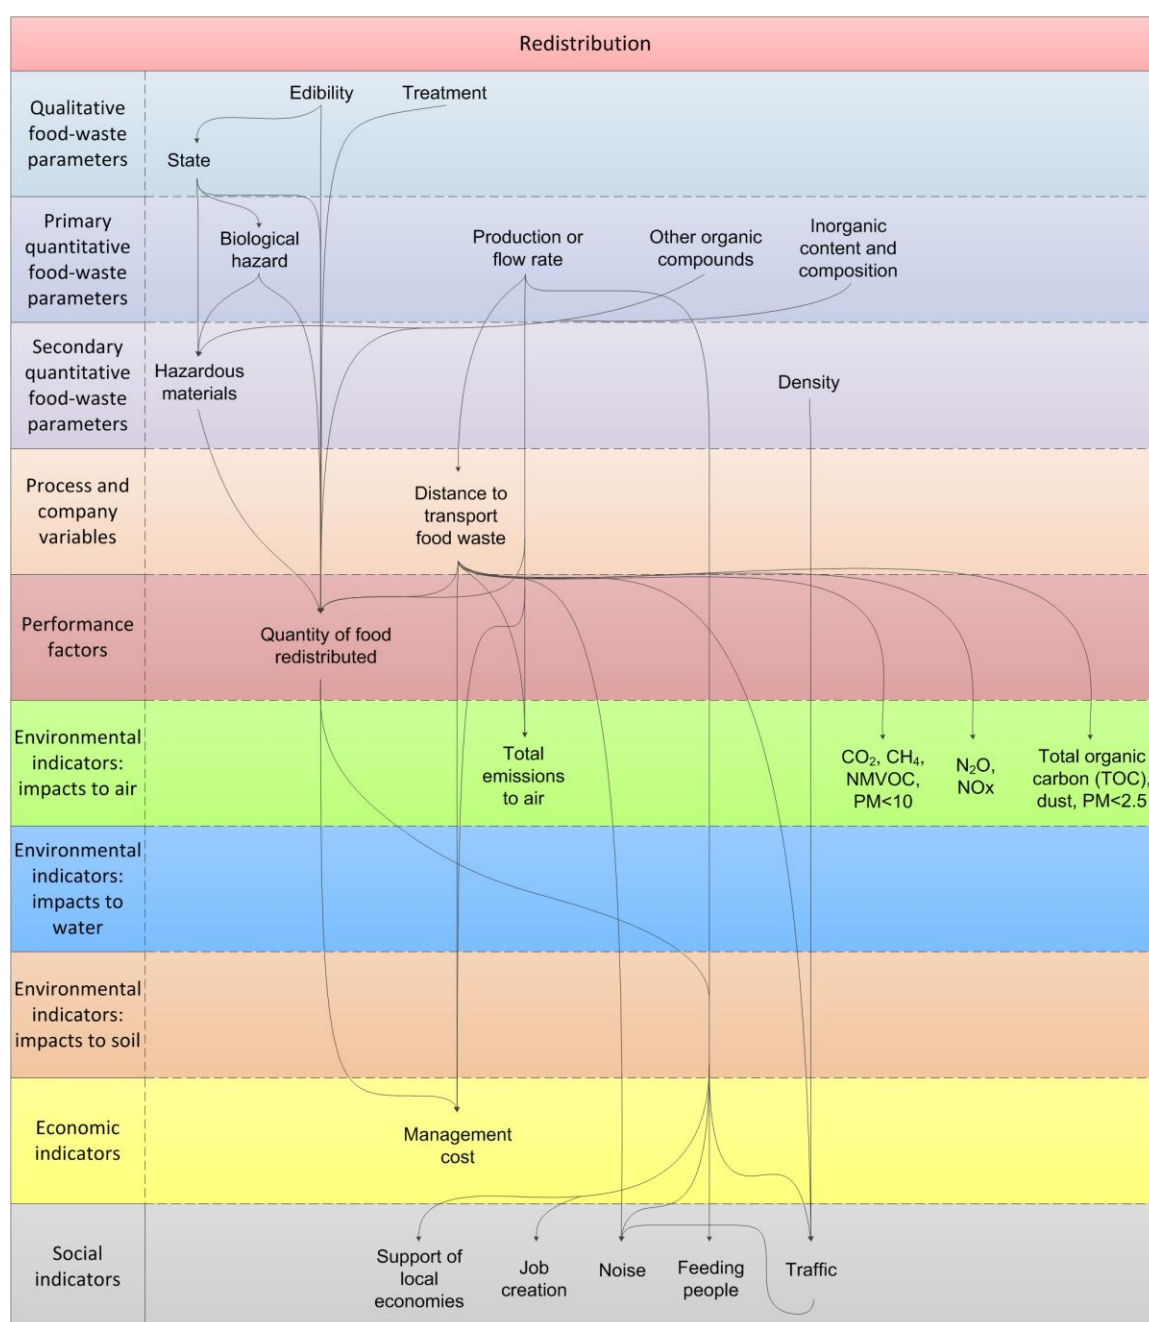 Redistribution
Qualitative
food-waste
parameters
Edibility
Treatment
State
Primary
quantitative
food-waste
parameters
Biological
hazard
Production or
flow rate
Other organic
compounds
Inorganic
content and
composition
Secondary
quantitative
food-waste
parameters
Hazardous
materials
Density
Process and
company
variables
Distance to
transport
food waste
Performance
factors
Quantity of food
redistributed
Environmental
indicators:
impacts to air
Total
emissions
to air
CO₂, CH₄,
NMVOC,
PM<10
N₂O,
NOx
Total organic
carbon (TOC),
dust, PM<2.5
Environmental
indicators:
impacts to
water
Environmental
indicators:
impacts to soil
Economic
indicators
Management
cost
Social
indicators
Support of
local
economies
Job
creation
Noise
Feeding
people
Traffic